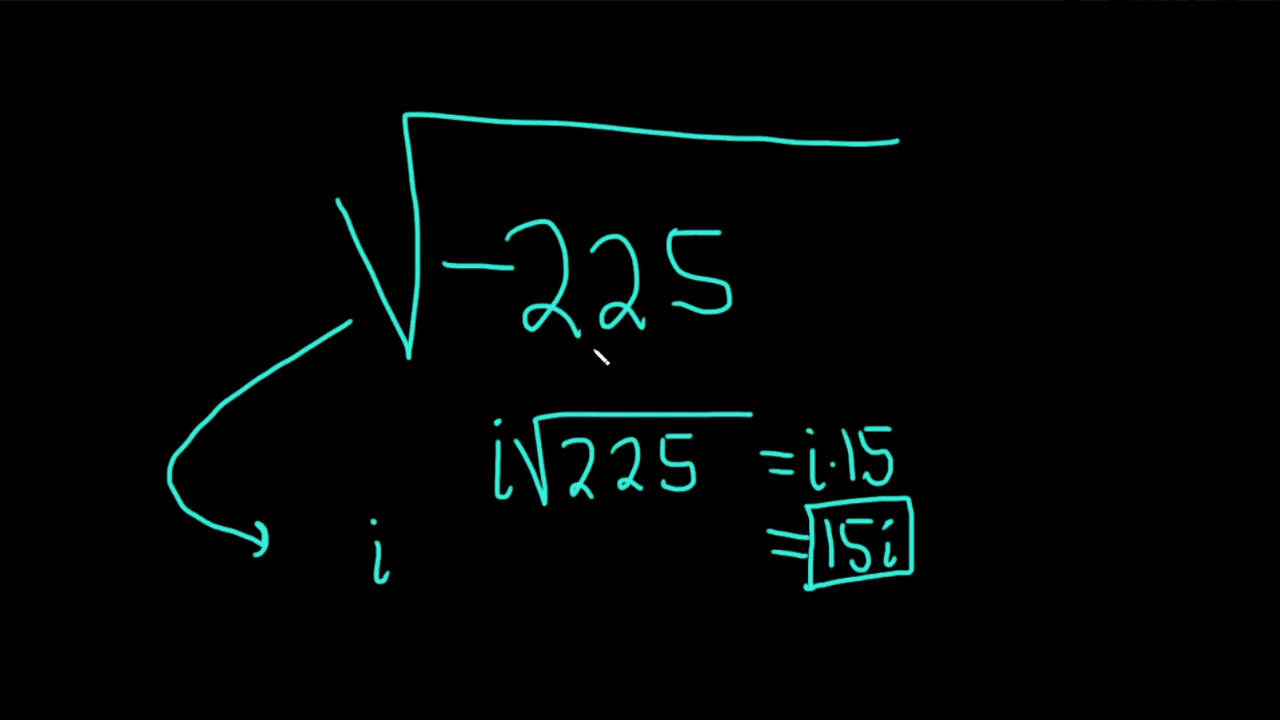 √-225
i√225 = i·15
i = 15i